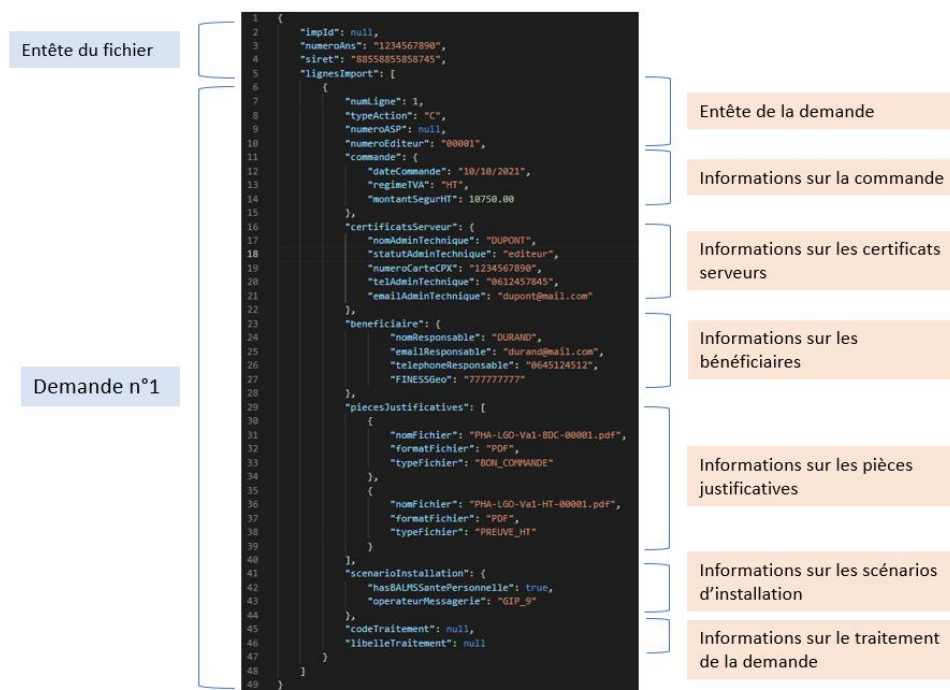 Entête du fichier
Demande n°1
1 {
2 "impId": null,
3 "numeroAns": "1234567890",
4 "siret": "88558855858745",
5 "lignesImport": [
6 {
7 "numLigne": 1,
8 "typeAction": "C",
9 "numeroASP": null,
10 "numeroEditeur": "00001",
11 "commande": {
12 "dateCommande": "10/10/2021",
13 "regimeTVA": "HT",
14 "montantSegurHT": 10750.00
15 },
16 "certificatsServeur": {
17 "nomAdminTechnique": "DUPONT",
18 "statutAdminTechnique": "editeur",
19 "numeroCarteCPX": "1234567890",
20 "telAdminTechnique": "0612457845",
21 "emailAdminTechnique": "dupont@mail.com"
22 },
23 "beneficiaire": {
24 "nomResponsable": "DURAND",
25 "emailResponsable": "durand@mail.com",
26 "telephoneResponsable": "0645124512",
27 "FINESSGeo": "777777777"
28 },
29 "piecesJustificatives": [
30 {
31 "nomFichier": "PHA-LGO-Va1-BDC-00001.pdf",
32 "formatFichier": "PDF",
33 "typeFichier": "BON_COMMANDE"
34 },
35 {
36 "nomFichier": "PHA-LGO-Va1-HT-00001.pdf",
37 "formatFichier": "PDF",
38 "typeFichier": "PREUVE_HT"
39 }
40 ],
41 "scenarioInstallation": {
42 "hasBALMSSantePersonnelle": true,
43 "operateurMessagerie": "GIP_9"
44 },
45 "codeTraitement": null,
46 "libelleTraitement": null
47 }
48 ]
49 }
Entête de la demande
Informations sur la commande
Informations sur les certificats
serveurs
Informations sur les
bénéficiaires
Informations sur les pièces
justificatives
Informations sur les scénarios
d'installation
Informations sur le traitement
de la demande